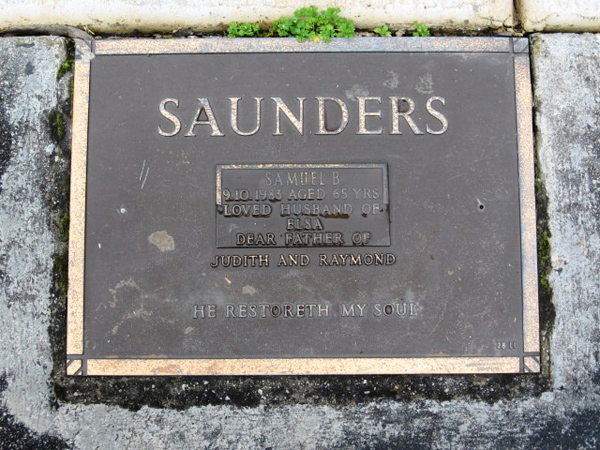 SAUNDERS
SAMUEL B.
9.10.1983 AGED 65 YRS.
LOVED HUSBAND OF
ELSA
DEAR FATHER OF
JUDITH AND RAYMOND
HE RESTORETH MY SOUL